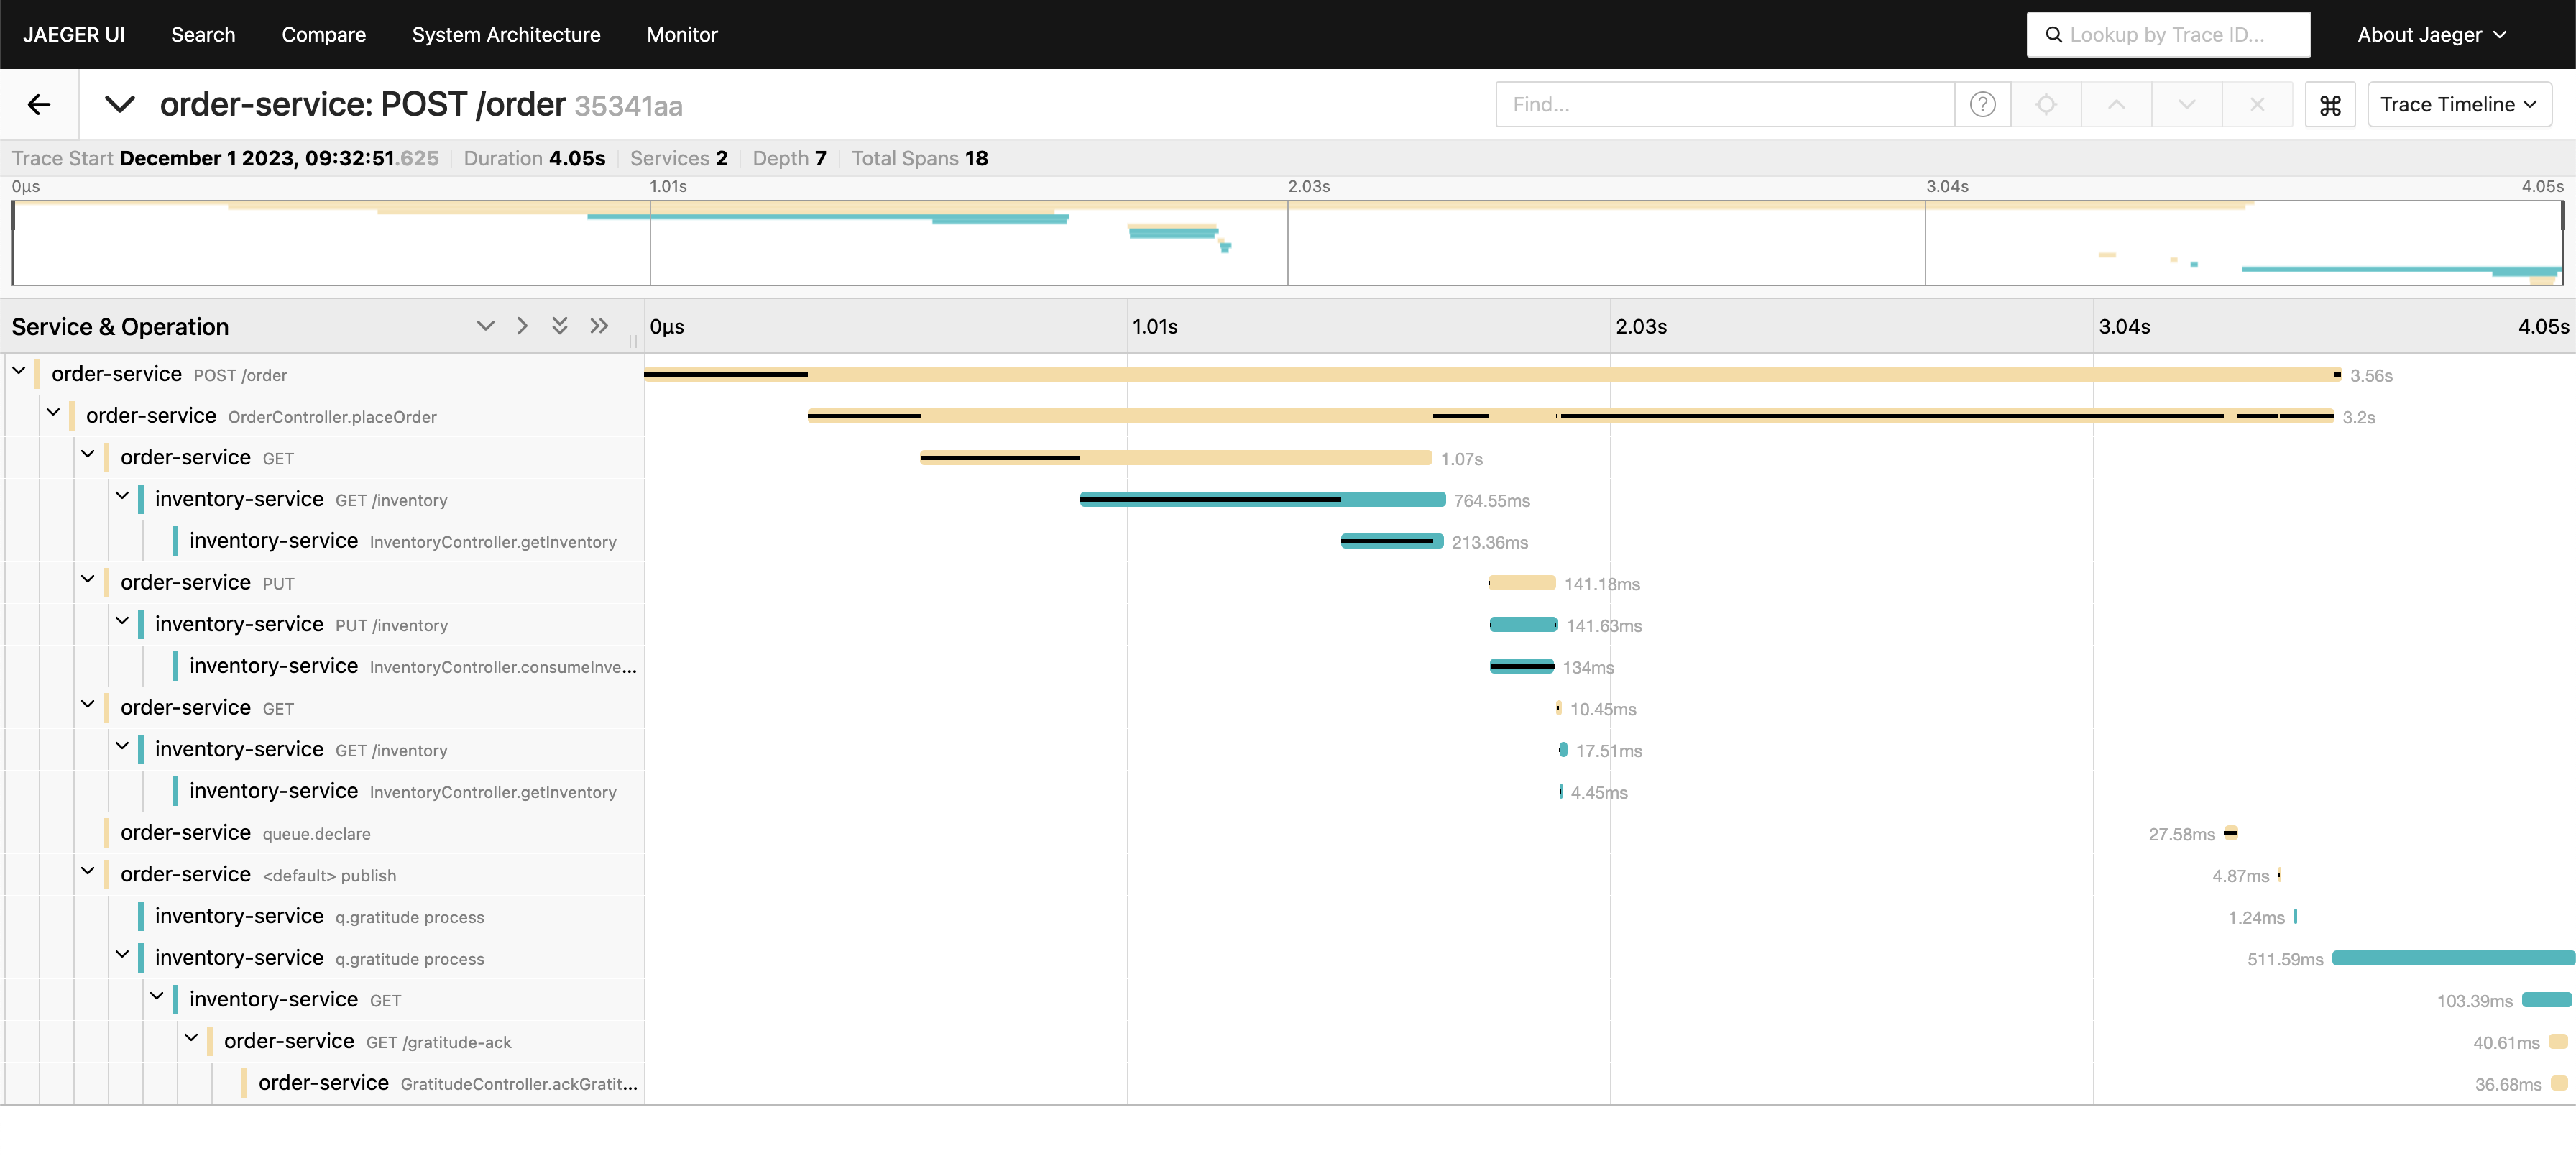 JAEGER UI Search Compare System Architecture Monitor Lookup by Trace ID... About Jaeger
order-service: POST /order 35341aa Find... Trace Timeline
Trace Start December 1 2023, 09:32:51.625 Duration 4.05s Services 2 Depth 7 Total Spans 18
0μs 1.01s 2.03s 3.04s 4.05s
Service & Operation 0μs 1.01s 2.03s 3.04s 4.05s
order-service POST /order 3.56s
order-service OrderController.placeOrder 3.2s
order-service GET 1.07s
inventory-service GET /inventory 764.55ms
inventory-service InventoryController.getInventory 213.36ms
order-service PUT 141.18ms
inventory-service PUT /inventory 141.63ms
inventory-service InventoryController.consumeInve... 134ms
order-service GET 10.45ms
inventory-service GET /inventory 17.51ms
inventory-service InventoryController.getInventory 4.45ms
order-service queue.declare 27.58ms
order-service <default> publish 4.87ms
inventory-service q.gratitude process 1.24ms
inventory-service q.gratitude process 511.59ms
inventory-service GET 103.39ms
order-service GET /gratitude-ack 40.61ms
order-service GratitudeController.ackGratit... 36.68ms